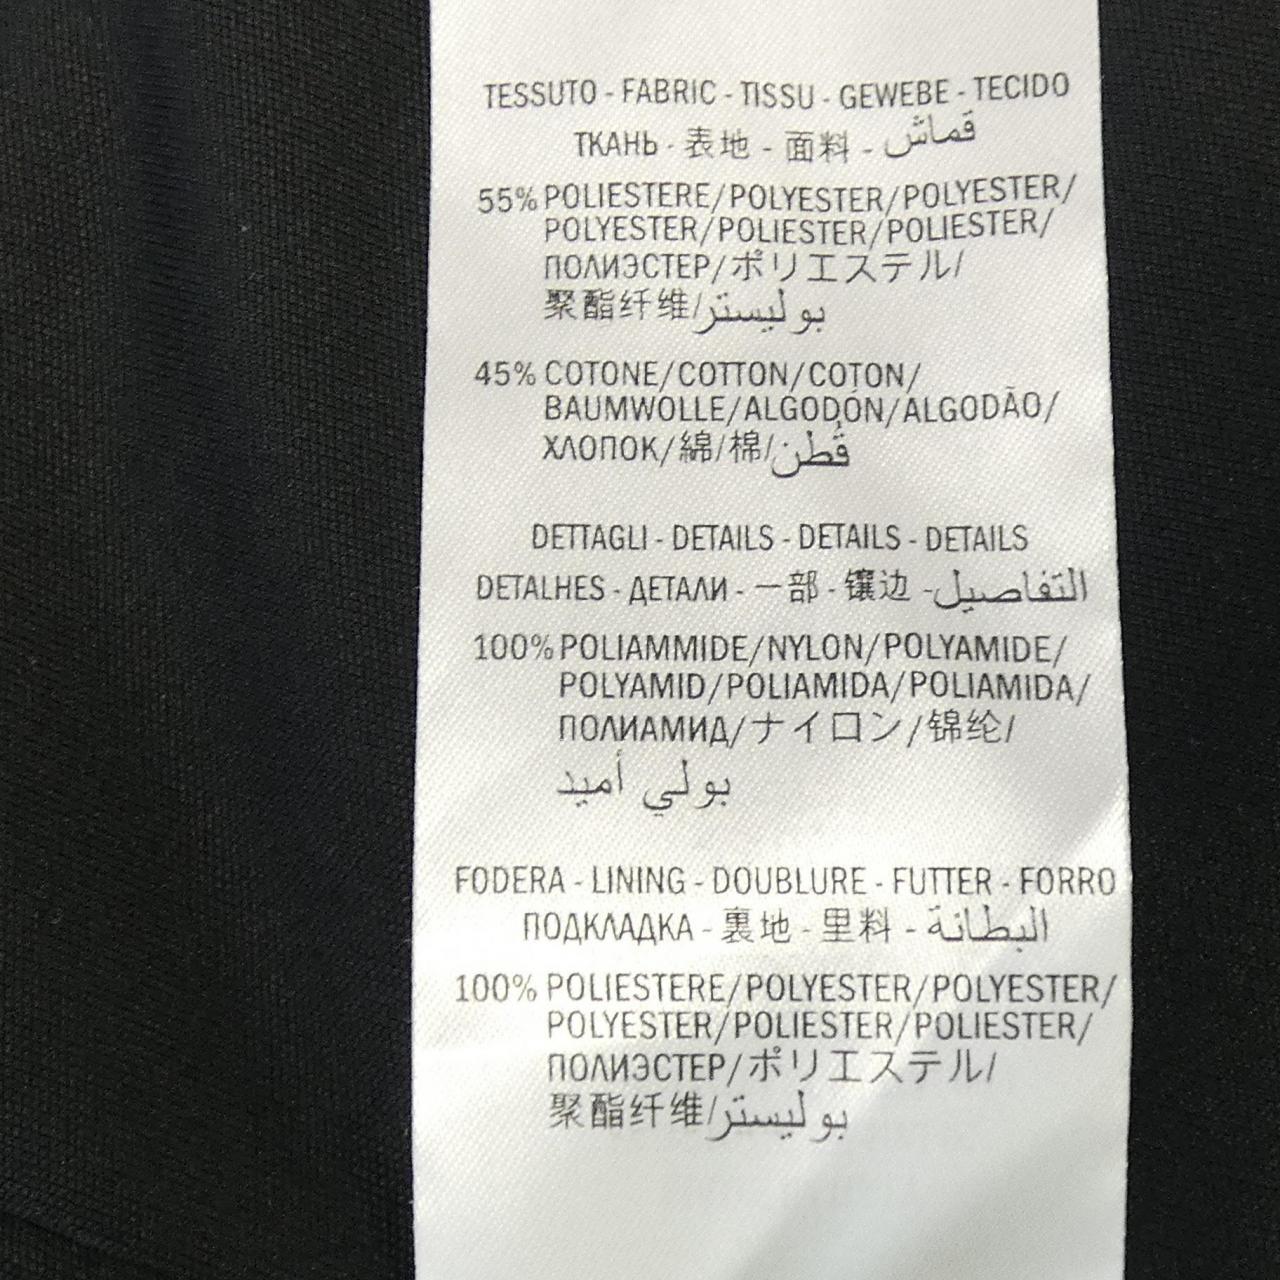 TESSUTO - FABRIC - TISSU - GEWEBE - TECIDO
ТКАНЬ - 表地 - 面料 - قماش
55% POLIESTERE/POLYESTER/POLYESTER/
POLYESTER/POLIESTER/POLIESTER/
ПОЛИЭСТЕР/ポリエステル/
聚酯纤维/بوليستر
45% COTONE/COTTON/COTON/
BAUMWOLLE/ALGODÓN/ALGODÃO/
ХЛОПОК/綿/棉/قُطن
DETTAGLI - DETAILS - DETAILS - DETAILS
DETALHES - ДЕТАЛИ - 一部 - 镶边 - التفاصيل
100% POLIAMMIDE/NYLON/POLYAMIDE/
POLYAMID/POLIAMIDA/POLIAMIDA/
ПОЛИАМИД/ナイロン/锦纶/
بولي أميد
FODERA - LINING - DOUBLURE - FUTTER - FORRO
ПОДКЛАДКА - 裏地 - 里料 - البطانة
100% POLIESTERE/POLYESTER/POLYESTER/
POLYESTER/POLIESTER/POLIESTER/
ПОЛИЭСТЕР/ポリエステル/
聚酯纤维/بوليستر